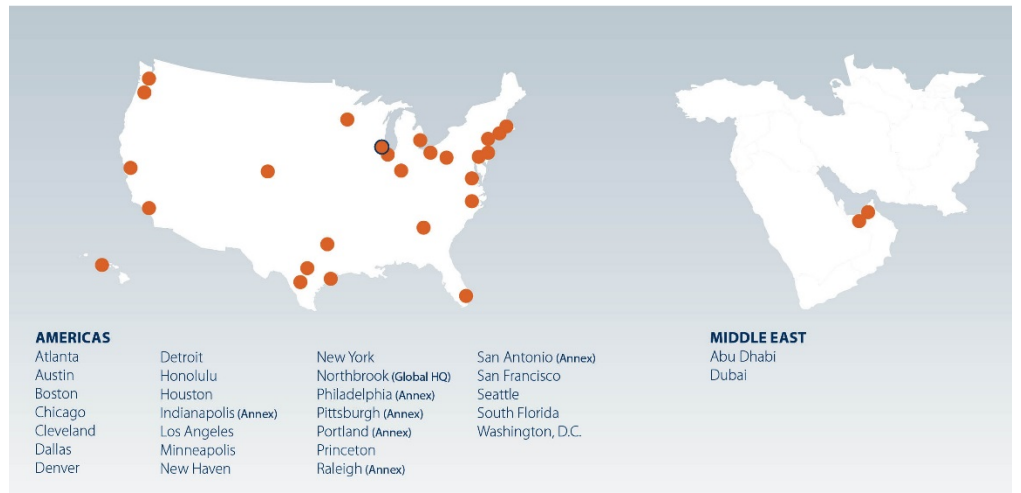 AMERICAS
Atlanta
Austin
Boston
Chicago
Cleveland
Dallas
Denver
Detroit
Honolulu
Houston
Indianapolis (Annex)
Los Angeles
Minneapolis
New Haven
New York
Northbrook (Global HQ)
Philadelphia (Annex)
Pittsburgh (Annex)
Portland (Annex)
Princeton
Raleigh (Annex)
San Antonio (Annex)
San Francisco
Seattle
South Florida
Washington, D.C.
MIDDLE EAST
Abu Dhabi
Dubai